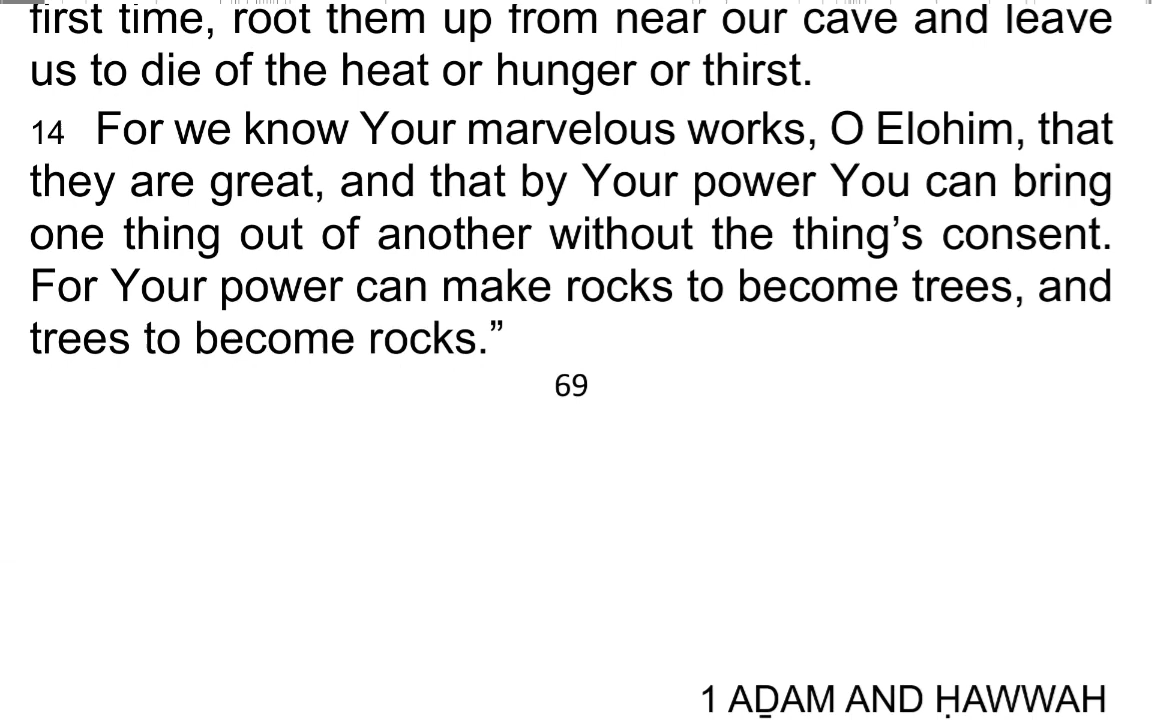 first time, root them up from near our cave and leave
us to die of the heat or hunger or thirst.
14 For we know Your marvelous works, O Elohim, that
they are great, and that by Your power You can bring
one thing out of another without the thing’s consent.
For Your power can make rocks to become trees, and
trees to become rocks.”
69
1 AḎAM AND ḤAWWAH